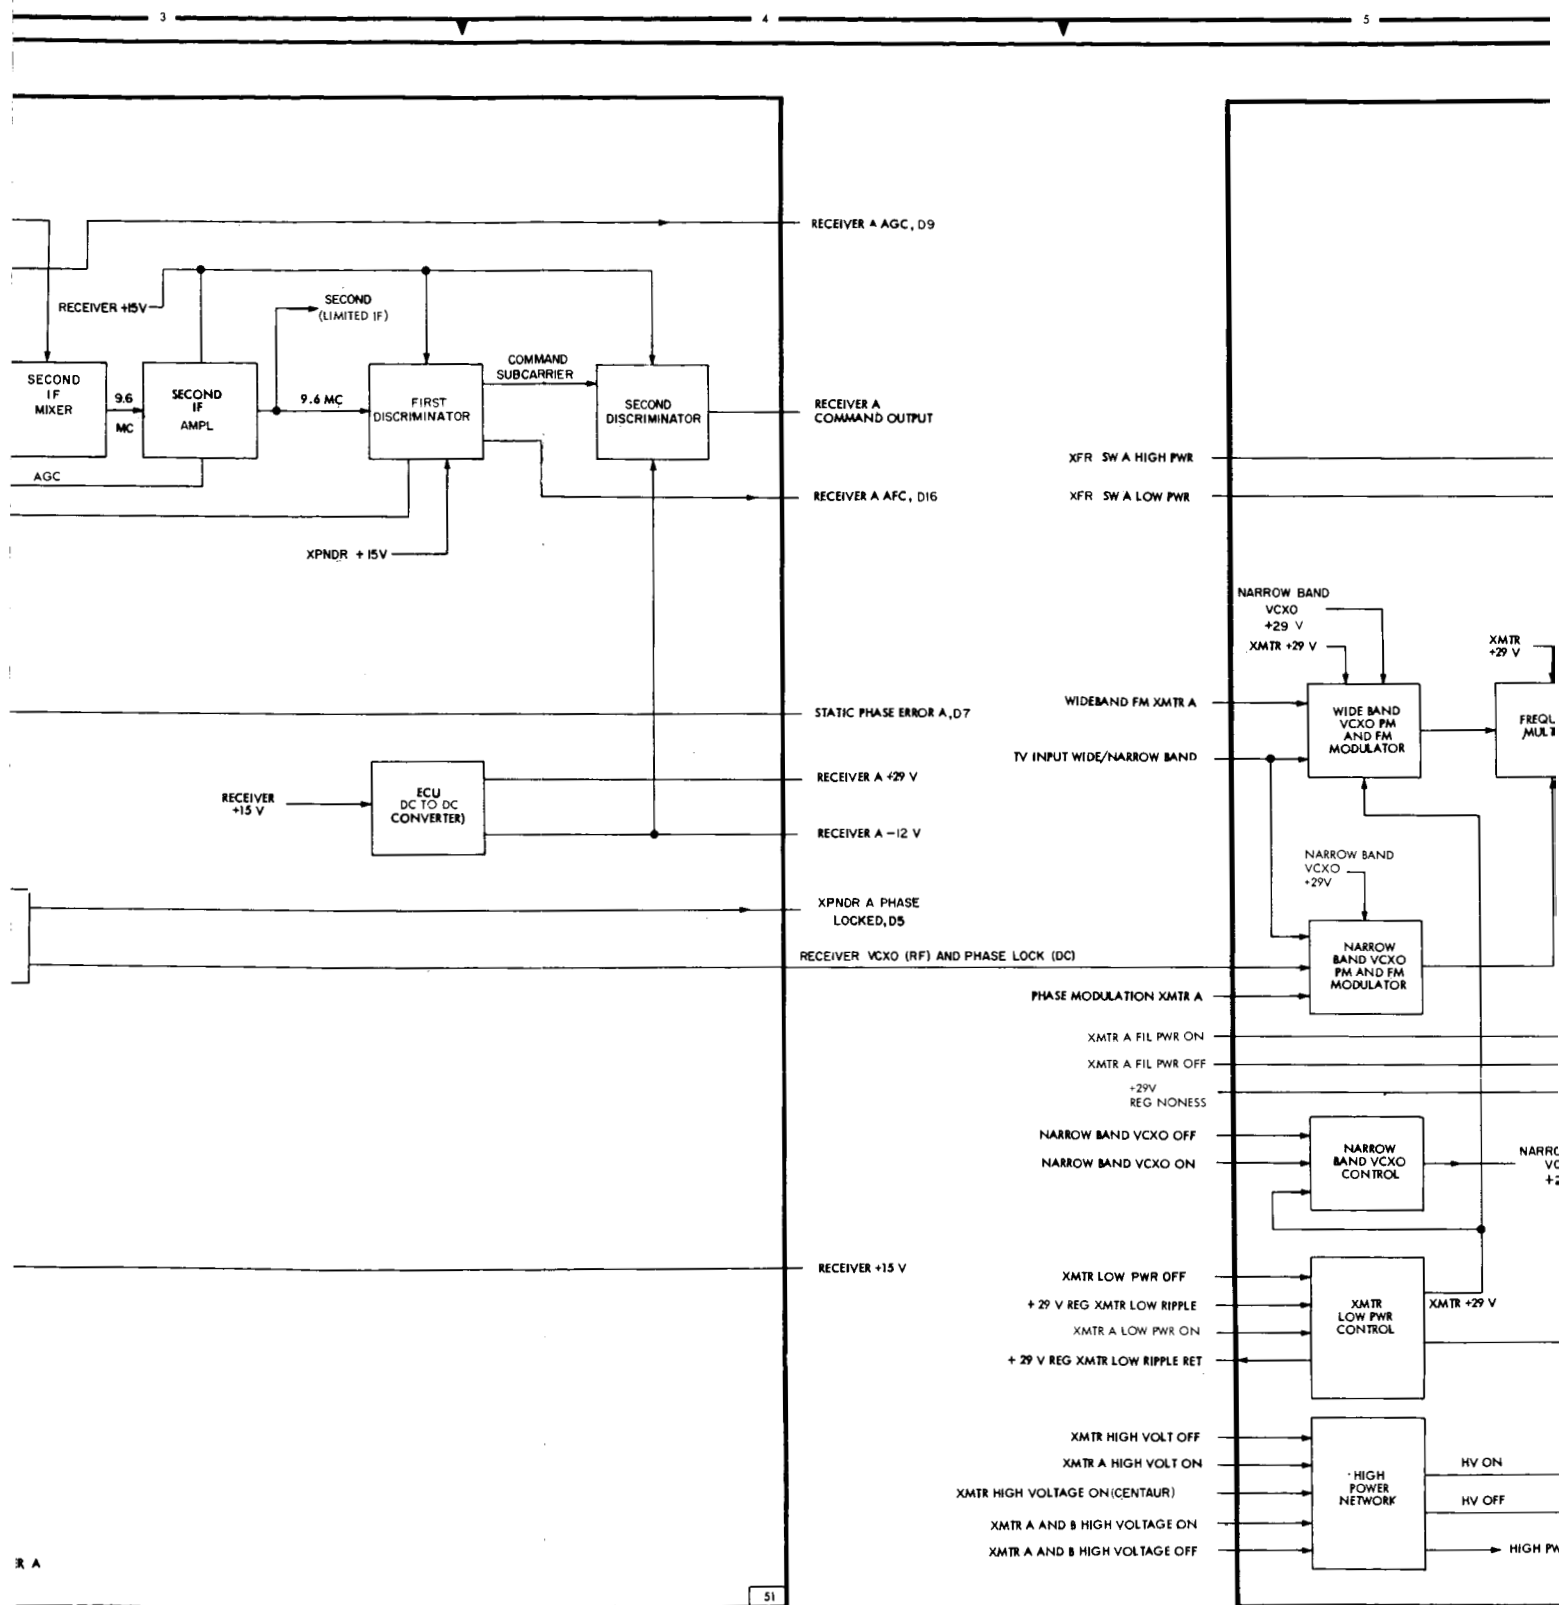 3
4
5
RECEIVER A AGC, D9
RECEIVER +15V
SECOND
(LIMITED IF)
SECOND
IF
MIXER
9.6
MC
SECOND
IF
AMPL
9.6 MC
FIRST
DISCRIMINATOR
COMMAND
SUBCARRIER
SECOND
DISCRIMINATOR
RECEIVER A
COMMAND OUTPUT
AGC
RECEIVER A AFC, D16
XPNDR + 15V
STATIC PHASE ERROR A, D7
RECEIVER
+15 V
ECU
DC TO DC
CONVERTER)
RECEIVER A +29 V
RECEIVER A -12 V
XPNDR A PHASE
LOCKED, D5
RECEIVER VCXO (RF) AND PHASE LOCK (DC)
RECEIVER +15 V
R A
51
XFR SW A HIGH PWR
XFR SW A LOW PWR
NARROW BAND
VCXO
+29 V
XMTR +29 V
XMTR
+29 V
WIDEBAND FM XMTR A
WIDE BAND
VCXO PM
AND FM
MODULATOR
FREQU
MULT
TV INPUT WIDE/NARROW BAND
NARROW BAND
VCXO
+29V
NARROW
BAND VCXO
PM AND FM
MODULATOR
PHASE MODULATION XMTR A
XMTR A FIL PWR ON
XMTR A FIL PWR OFF
+29V
REG NONESS
NARROW BAND VCXO OFF
NARROW BAND VCXO ON
NARROW
BAND VCXO
CONTROL
NARRO
VC
+2
XMTR LOW PWR OFF
+ 29 V REG XMTR LOW RIPPLE
XMTR A LOW PWR ON
+ 29 V REG XMTR LOW RIPPLE RET
XMTR
LOW PWR
CONTROL
XMTR +29 V
XMTR HIGH VOLT OFF
XMTR A HIGH VOLT ON
XMTR HIGH VOLTAGE ON (CENTAUR)
XMTR A AND B HIGH VOLTAGE ON
XMTR A AND B HIGH VOLTAGE OFF
HIGH
POWER
NETWORK
HV ON
HV OFF
HIGH PW